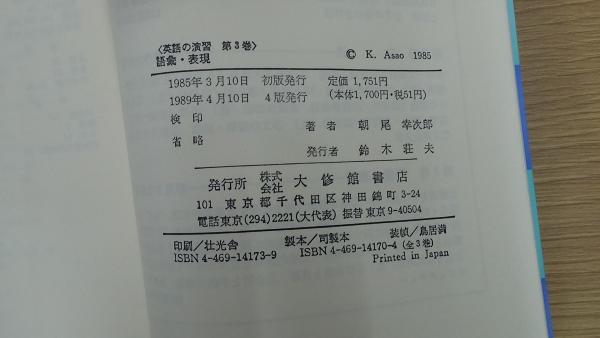 〈英語の演習 第3巻〉
語彙・表現
© K. Asao 1985
1985年3月10日 初版発行 定価 1,751円
1989年4月10日 4版発行 (本体1,700円・税51円)
検印
省略
著者 朝尾 幸次郎
発行者 鈴木荘夫
発行所 株式会社 大修館書店
101 東京都千代田区神田錦町3-24
電話東京(294)2221(大代表) 振替東京9-40504
印刷/壮光舎 製本/司製本 装幀/鳥居満
ISBN 4-469-14173-9 ISBN 4-469-14170-4 (全3巻)
Printed in Japan